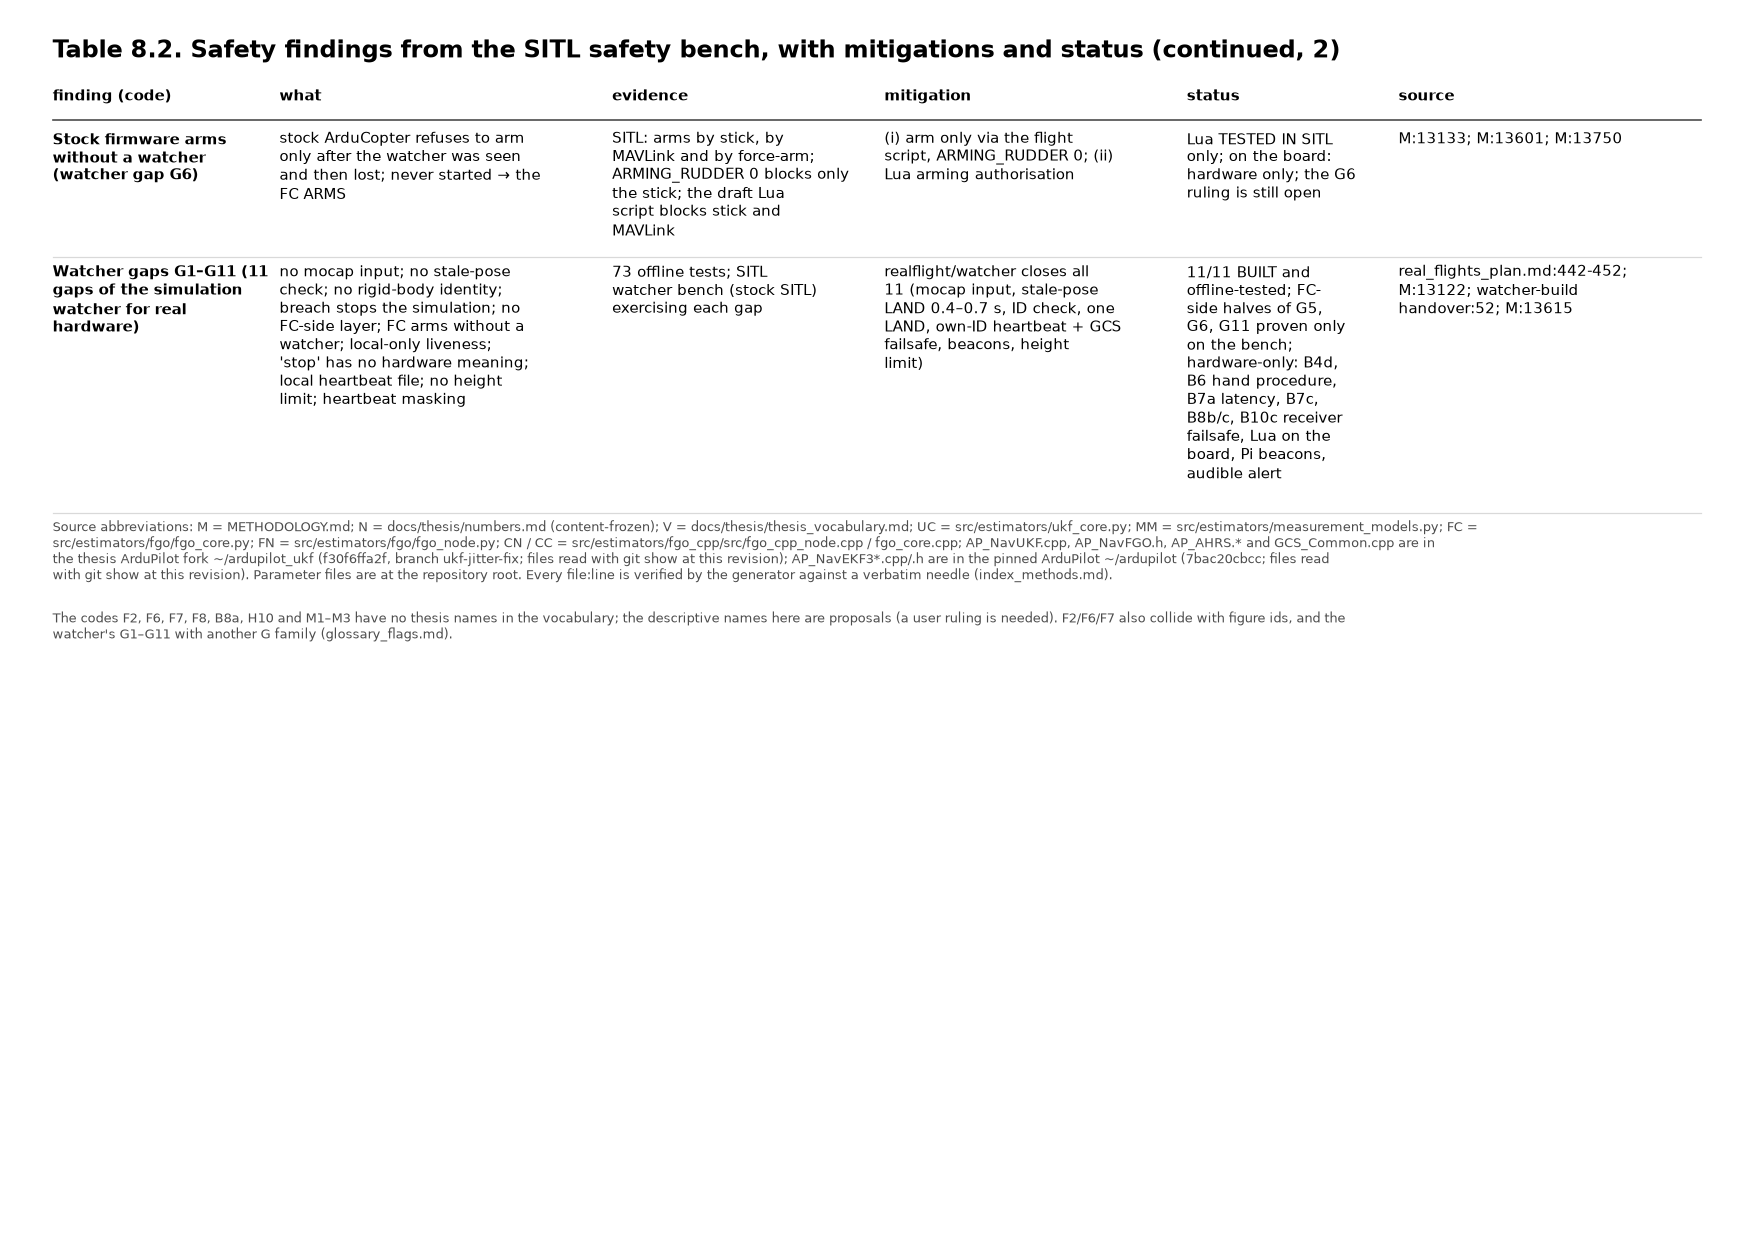 Table 8.2. Safety findings from the SITL safety bench, with mitigations and status (continued, 2)
finding (code)
what
evidence
mitigation
status
source
Stock firmware arms
without a watcher
(watcher gap G6)
stock ArduCopter refuses to arm
only after the watcher was seen
and then lost; never started → the
FC ARMS
SITL: arms by stick, by
MAVLink and by force-arm;
ARMING_RUDDER 0 blocks only
the stick; the draft Lua
script blocks stick and
MAVLink
(i) arm only via the flight
script, ARMING_RUDDER 0; (ii)
Lua arming authorisation
Lua TESTED IN SITL
only; on the board:
hardware only; the G6
ruling is still open
M:13133; M:13601; M:13750
Watcher gaps G1–G11 (11
gaps of the simulation
watcher for real
hardware)
no mocap input; no stale-pose
check; no rigid-body identity;
breach stops the simulation; no
FC-side layer; FC arms without a
watcher; local-only liveness;
'stop' has no hardware meaning;
local heartbeat file; no height
limit; heartbeat masking
73 offline tests; SITL
watcher bench (stock SITL)
exercising each gap
realflight/watcher closes all
11 (mocap input, stale-pose
LAND 0.4–0.7 s, ID check, one
LAND, own-ID heartbeat + GCS
failsafe, beacons, height
limit)
11/11 BUILT and
offline-tested; FC-
side halves of G5,
G6, G11 proven only
on the bench;
hardware-only: B4d,
B6 hand procedure,
B7a latency, B7c,
B8b/c, B10c receiver
failsafe, Lua on the
board, Pi beacons,
audible alert
real_flights_plan.md:442-452;
M:13122; watcher-build
handover:52; M:13615
Source abbreviations: M = METHODOLOGY.md; N = docs/thesis/numbers.md (content-frozen); V = docs/thesis/thesis_vocabulary.md; UC = src/estimators/ukf_core.py; MM = src/estimators/measurement_models.py; FC =
src/estimators/fgo/fgo_core.py; FN = src/estimators/fgo/fgo_node.py; CN / CC = src/estimators/fgo_cpp/src/fgo_cpp_node.cpp / fgo_core.cpp; AP_NavUKF.cpp, AP_NavFGO.h, AP_AHRS.* and GCS_Common.cpp are in
the thesis ArduPilot fork ~/ardupilot_ukf (f30f6ffa2f, branch ukf-jitter-fix; files read with git show at this revision); AP_NavEKF3*.cpp/.h are in the pinned ArduPilot ~/ardupilot (7bac20cbcc; files read
with git show at this revision). Parameter files are at the repository root. Every file:line is verified by the generator against a verbatim needle (index_methods.md).
The codes F2, F6, F7, F8, B8a, H10 and M1–M3 have no thesis names in the vocabulary; the descriptive names here are proposals (a user ruling is needed). F2/F6/F7 also collide with figure ids, and the
watcher's G1–G11 with another G family (glossary_flags.md).